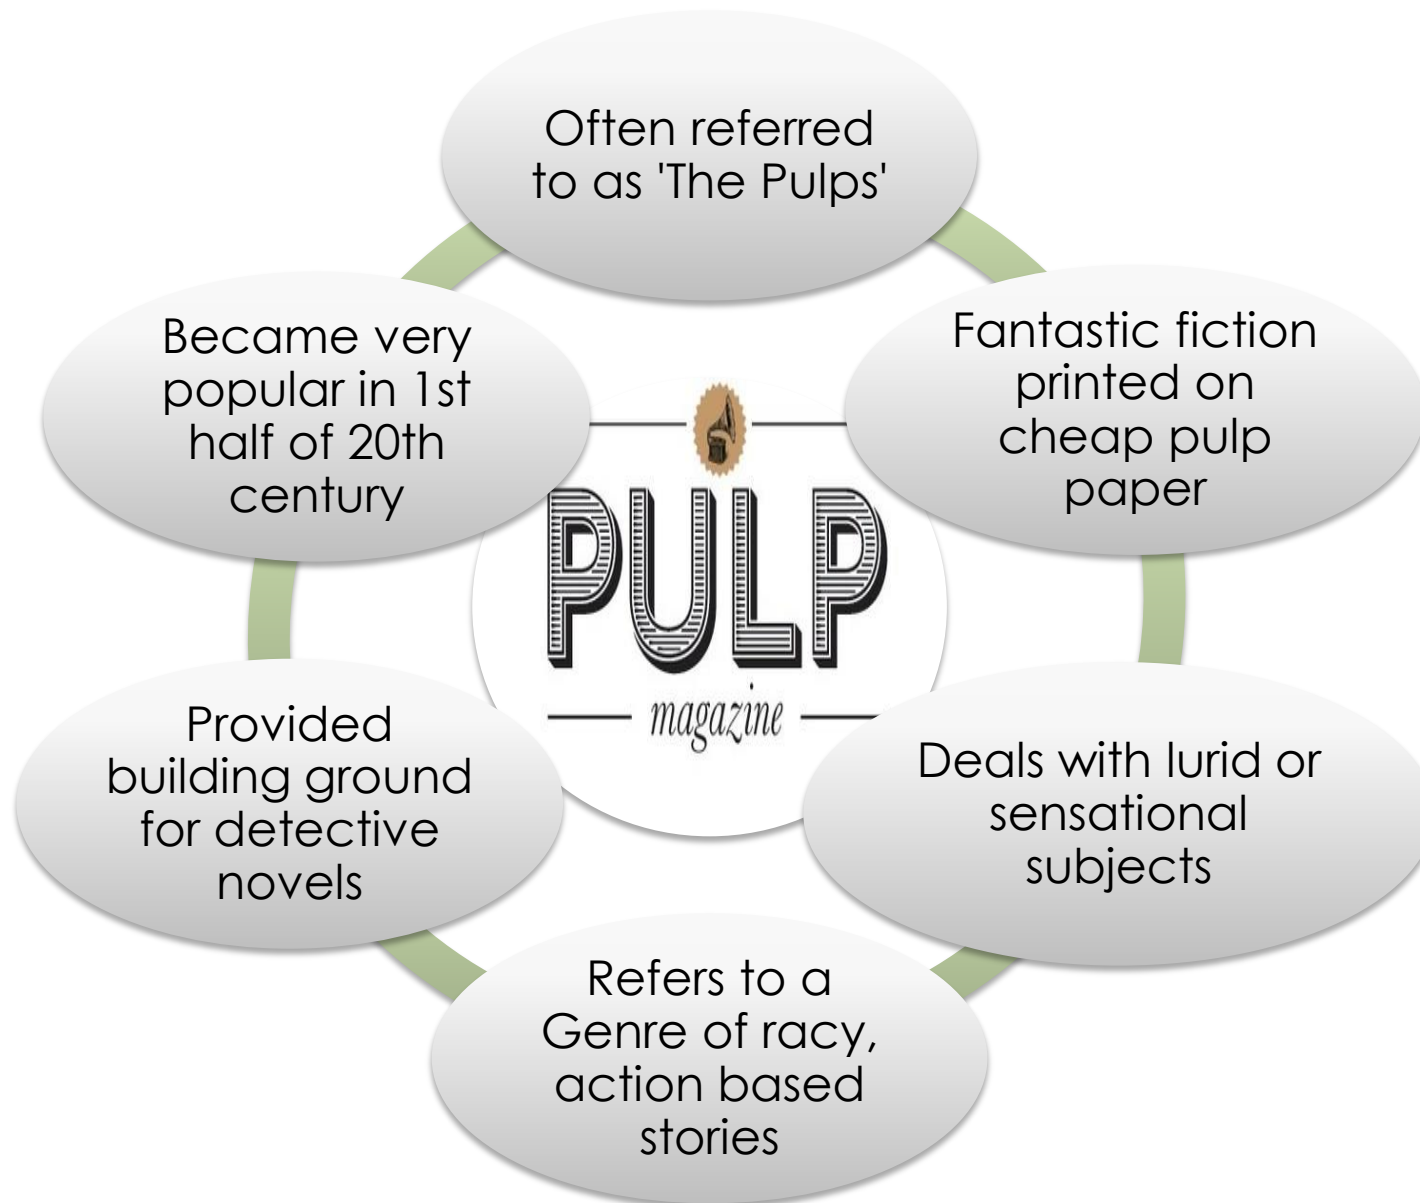 Often referred
to as 'The Pulps'
Fantastic fiction
printed on
cheap pulp
paper
Deals with lurid or
sensational
subjects
Refers to a
Genre of racy,
action based
stories
Provided
building ground
for detective
novels
Became very
popular in 1st
half of 20th
century
PULP
magazine